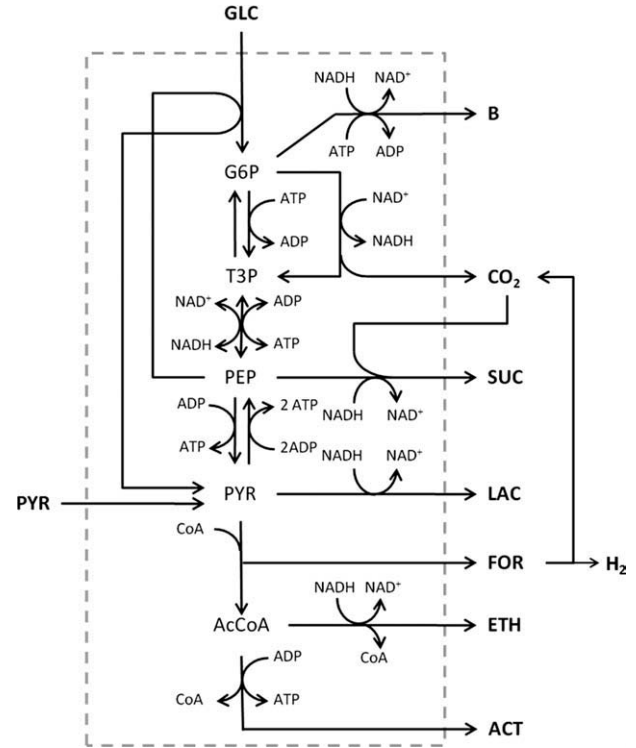 GLC
NADH NAD⁺
B
ATP ADP
G6P
ATP NAD⁺
ADP NADH
T3P CO₂
NAD⁺ ADP
NADH ATP
PEP SUC
ADP 2 ATP NADH NAD⁺
ATP 2ADP NADH NAD⁺
PYR PYR LAC
CoA
FOR H₂
NADH NAD⁺
AcCoA ETH
CoA
ADP
CoA ATP
ACT